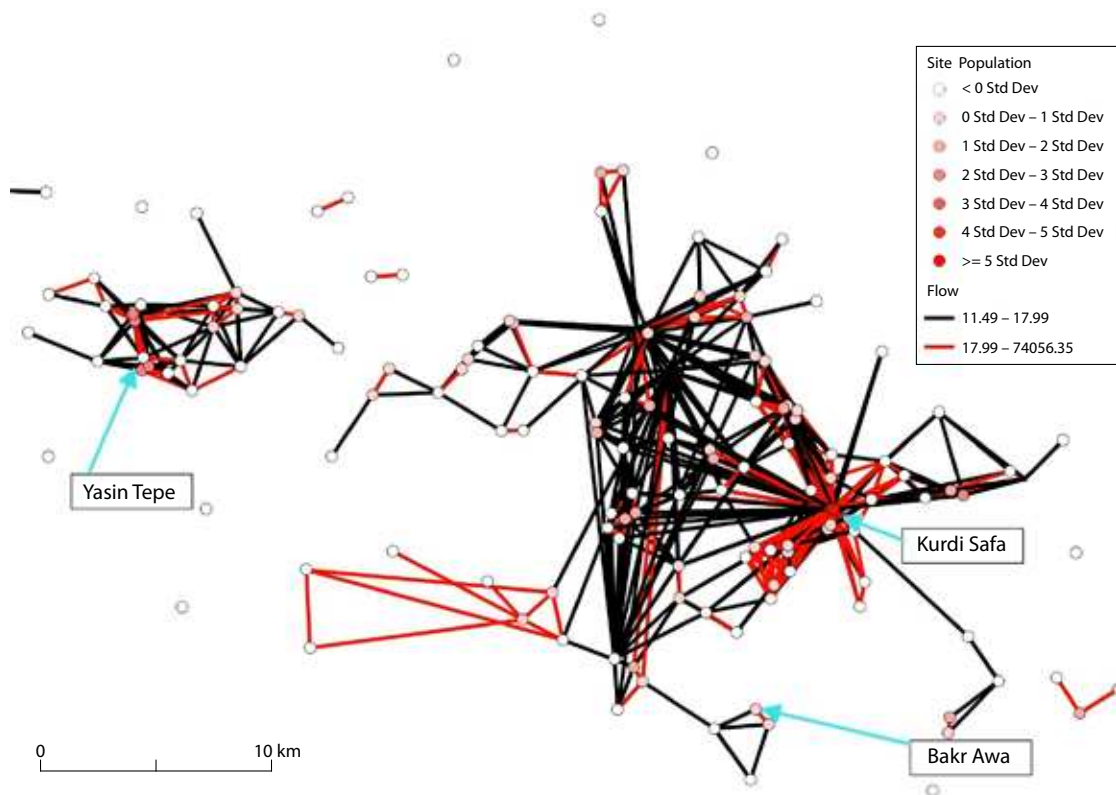 Site Population
< 0 Std Dev
0 Std Dev – 1 Std Dev
1 Std Dev – 2 Std Dev
2 Std Dev – 3 Std Dev
3 Std Dev – 4 Std Dev
4 Std Dev – 5 Std Dev
>= 5 Std Dev
Flow
11.49 – 17.99
17.99 – 74056.35
Yasin Tepe
Kurdi Safa
Bakr Awa
0 10 km